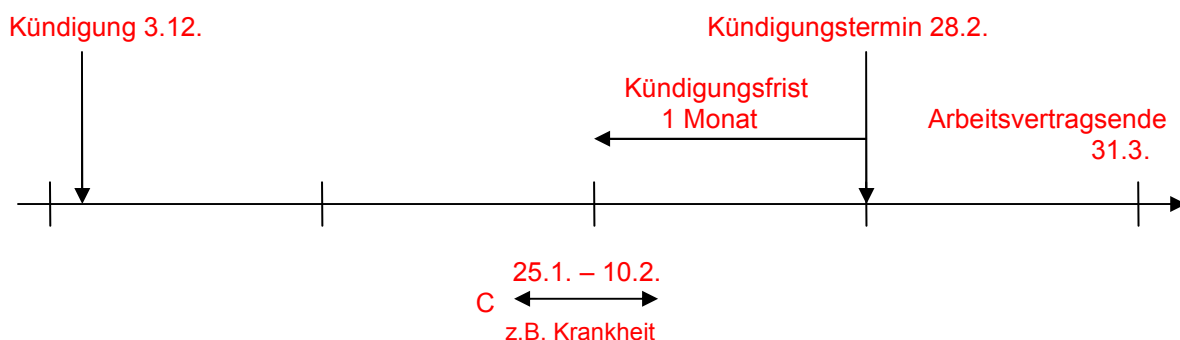 Kündigung 3.12.
Kündigungstermin 28.2.
Kündigungsfrist
1 Monat
Arbeitsvertragsende
31.3.
25.1. – 10.2.
C
z.B. Krankheit